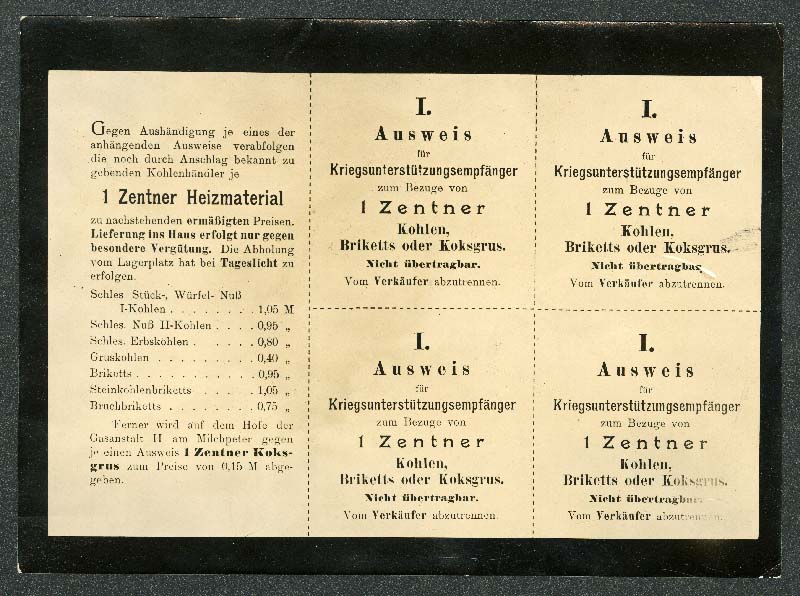 Gegen Aushändigung je eines der
anhängenden Ausweise verabfolgen
die noch durch Anschlag bekannt zu
gebenden Kohlenhändler je
1 Zentner Heizmaterial
zu nachstehenden ermäßigten Preisen.
Lieferung ins Haus erfolgt nur gegen
besondere Vergütung. Die Abholung
vom Lagerplatz hat bei Tageslicht zu
erfolgen.
Schles Stück-, Würfel- Nuß
I-Kohlen . . . . . . . . 1,05 M
Schles. Nuß II-Kohlen . . . . 0,95 „
Schles. Erbskohlen . . . . . 0,80 „
Gruskohlen . . . . . . . . 0,40 „
Briketts . . . . . . . . . . 0,95 „
Steinkohlenbriketts . . . . . 1,05 „
Bruchbriketts . . . . . . . . 0,75 „
Ferner wird auf dem Hofe der
Gasanstalt II am Milchpeter gegen
je einen Ausweis 1 Zentner Koks-
grus zum Preise von 0,15 M abge-
geben.
I.
Ausweis
für
Kriegsunterstützungsempfänger
zum Bezuge von
1 Zentner
Kohlen,
Briketts oder Koksgrus.
Nicht übertragbar.
Vom Verkäufer abzutrennen.
I.
Ausweis
für
Kriegsunterstützungsempfänger
zum Bezuge von
1 Zentner
Kohlen,
Briketts oder Koksgrus.
Nicht übertragbar
Vom Verkäufer abzutrennen.
I.
Ausweis
für
Kriegsunterstützungsempfänger
zum Bezuge von
1 Zentner
Kohlen,
Briketts oder Koksgrus.
Nicht übertragbar.
Vom Verkäufer abzutrennen.
I.
Ausweis
für
Kriegsunterstützungsempfänger
zum Bezuge von
1 Zentner
Kohlen,
Briketts oder Koksgrus.
Nicht übertragbar.
Vom Verkäufer abzutrennen.